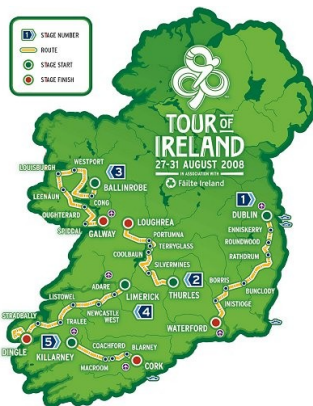 1 STAGE NUMBER
ROUTE
STAGE START
STAGE FINISH
TOUR OF
IRELAND
27-31 AUGUST 2008
IN ASSOCIATION WITH
Fáilte Ireland
WESTPORT
LOUISBURGH
3
BALLINROBE
LEENAUN
CONG
OUGHTERARD
SPIDDAL
GALWAY
LOUGHREA
1
DUBLIN
ENNISKERRY
ROUNDWOOD
RATHDRUM
PORTUMNA
TERRYGLASS
COOLBAUN
SILVERMINES
2
THURLES
BORRIS
BUNCLODY
INISTIOGE
WATERFORD
ADARE
LIMERICK
LISTOWEL
NEWCASTLE
WEST
4
STRADBALLY
TRALEE
DINGLE
5
KILLARNEY
COACHFORD
BLARNEY
MACROOM
CORK